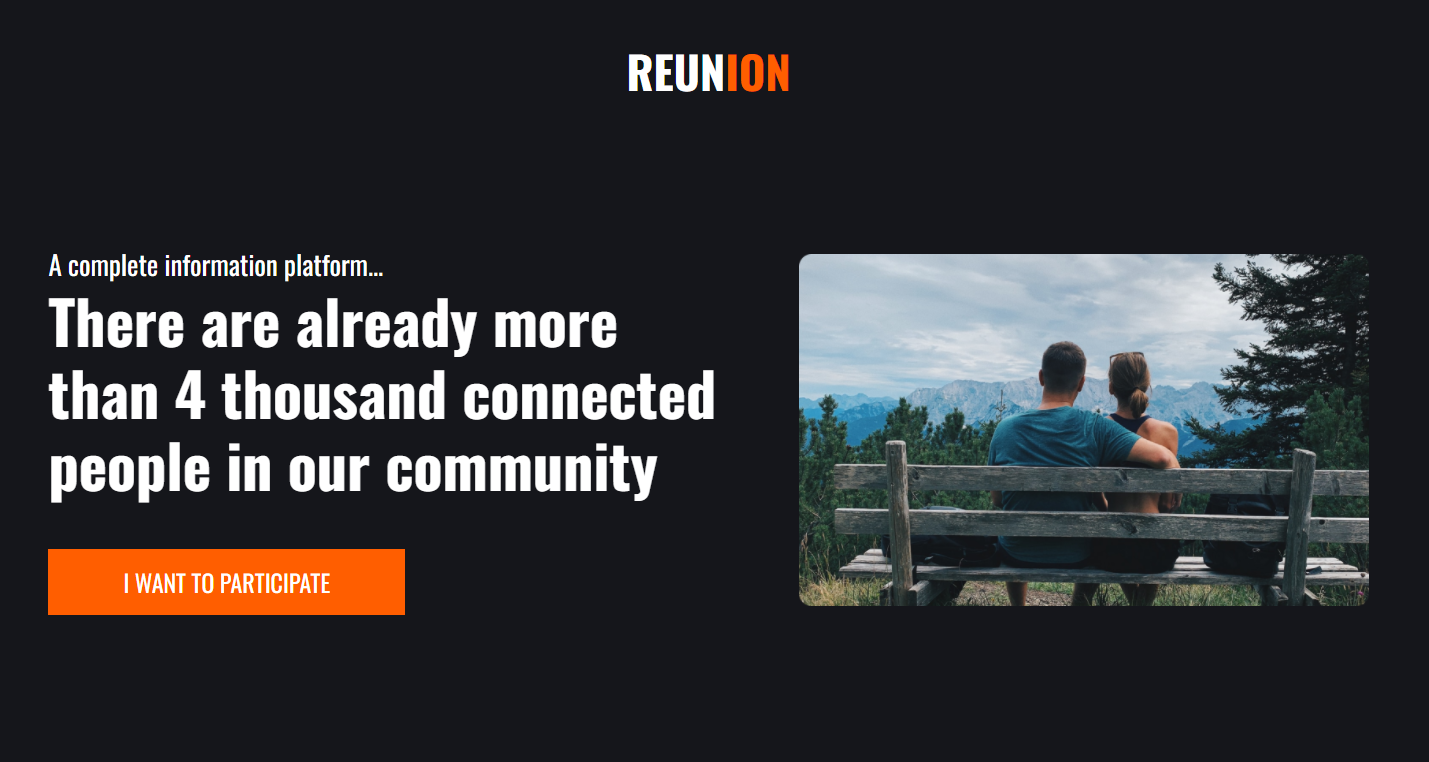 REUNION
A complete information platform...
There are already more
than 4 thousand connected
people in our community
I WANT TO PARTICIPATE